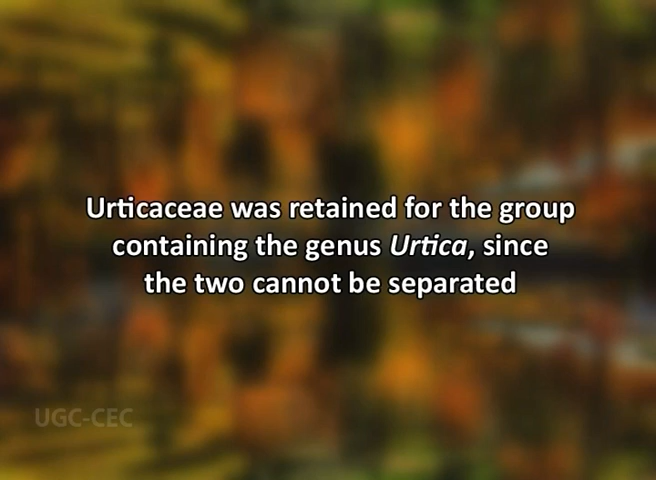 Urticaceae was retained for the group
containing the genus Urtica, since
the two cannot be separated
UGC-CEC